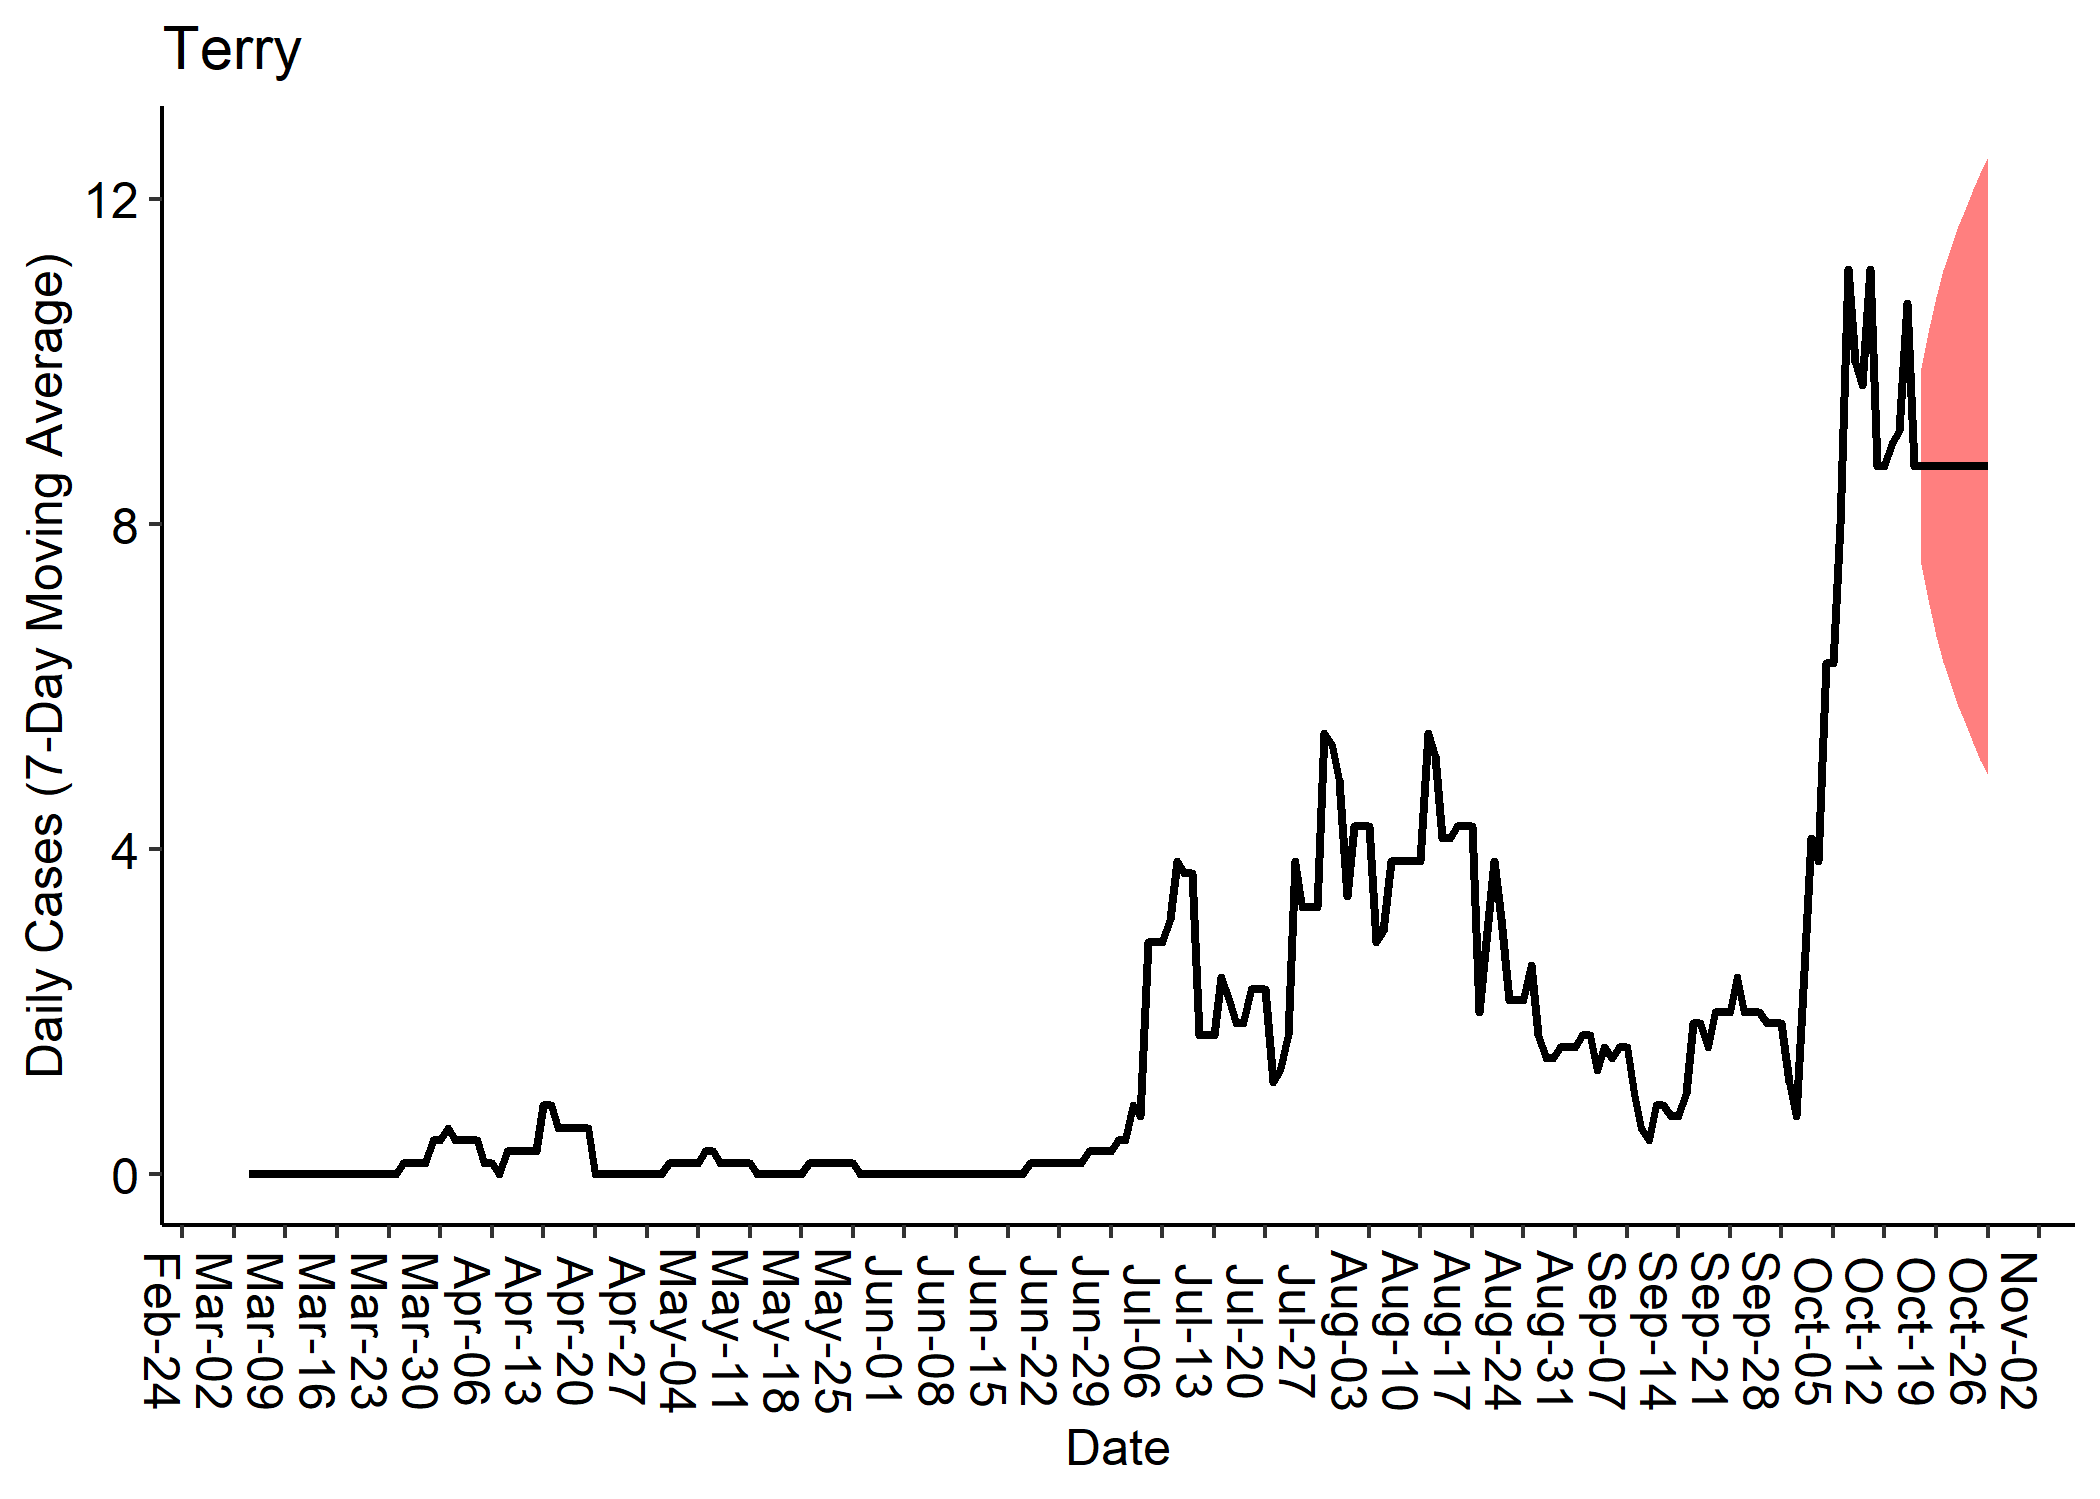 Terry
Daily Cases (7-Day Moving Average)
12
8
4
0
Feb-24
Mar-02
Mar-09
Mar-16
Mar-23
Mar-30
Apr-06
Apr-13
Apr-20
Apr-27
May-04
May-11
May-18
May-25
Jun-01
Jun-08
Jun-15
Jun-22
Jun-29
Jul-06
Jul-13
Jul-20
Jul-27
Aug-03
Aug-10
Aug-17
Aug-24
Aug-31
Sep-07
Sep-14
Sep-21
Sep-28
Oct-05
Oct-12
Oct-19
Oct-26
Nov-02
Date